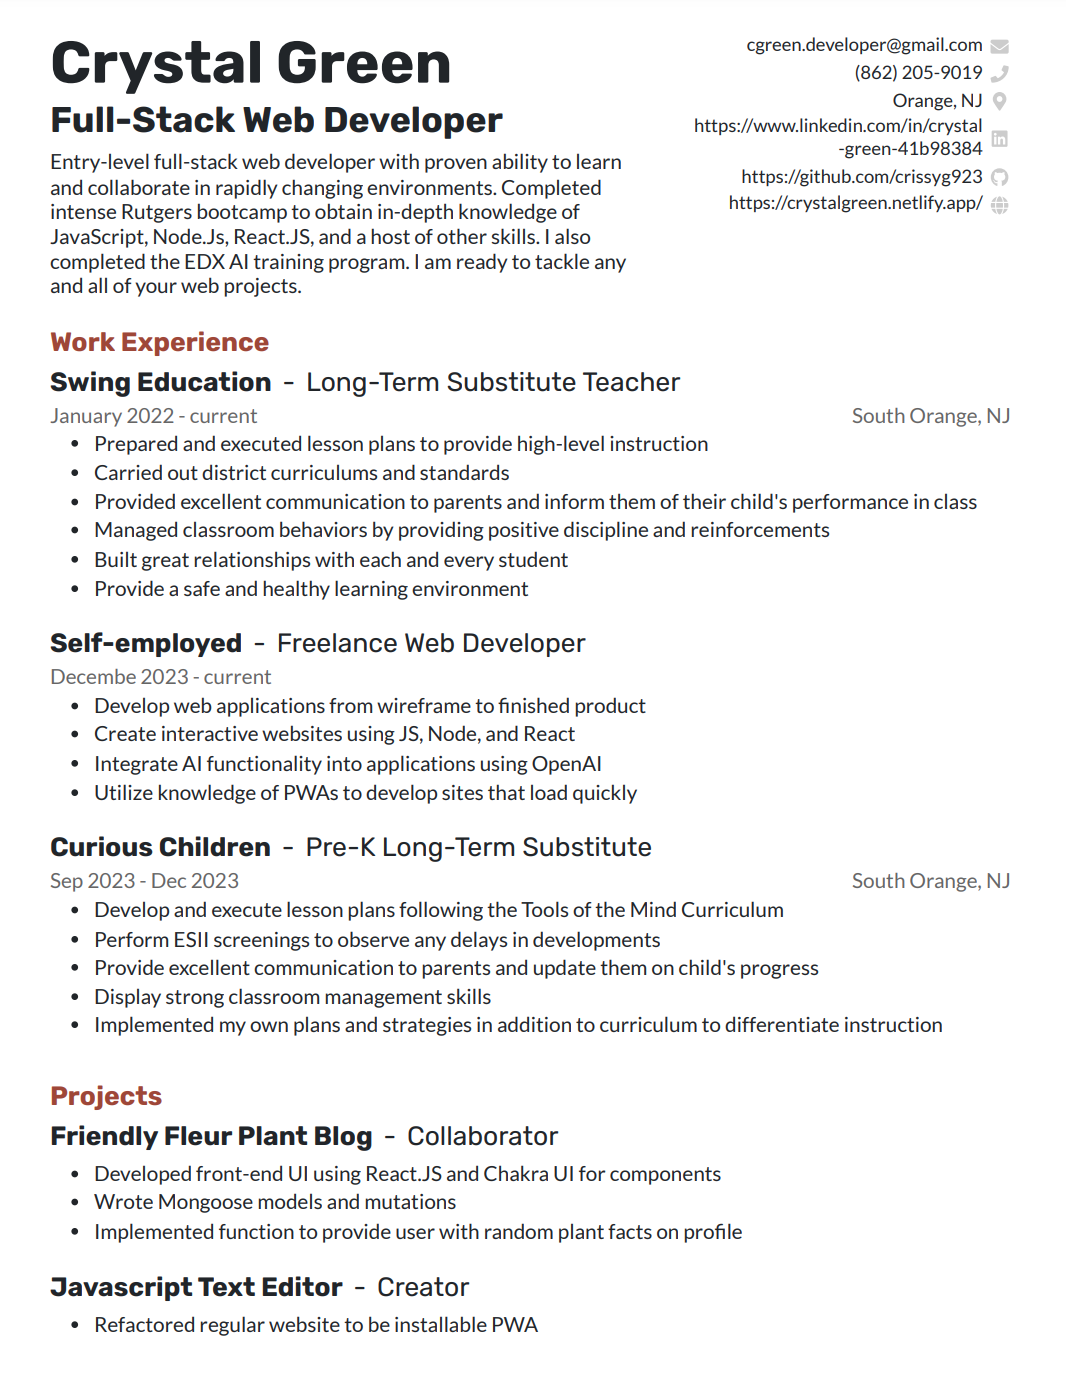 Crystal Green
Full-Stack Web Developer
Entry-level full-stack web developer with proven ability to learn
and collaborate in rapidly changing environments. Completed
intense Rutgers bootcamp to obtain in-depth knowledge of
JavaScript, Node.Js, React.JS, and a host of other skills. I also
completed the EDX AI training program. I am ready to tackle any
and all of your web projects.
cgreen.developer@gmail.com
(862) 205-9019
Orange, NJ
https://www.linkedin.com/in/crystal
-green-41b98384
https://github.com/crissyg923
https://crystalgreen.netlify.app/
Work Experience
Swing Education - Long-Term Substitute Teacher
January 2022 - current South Orange, NJ
• Prepared and executed lesson plans to provide high-level instruction
• Carried out district curriculums and standards
• Provided excellent communication to parents and inform them of their child's performance in class
• Managed classroom behaviors by providing positive discipline and reinforcements
• Built great relationships with each and every student
• Provide a safe and healthy learning environment
Self-employed - Freelance Web Developer
Decembe 2023 - current
• Develop web applications from wireframe to finished product
• Create interactive websites using JS, Node, and React
• Integrate AI functionality into applications using OpenAI
• Utilize knowledge of PWAs to develop sites that load quickly
Curious Children - Pre-K Long-Term Substitute
Sep 2023 - Dec 2023 South Orange, NJ
• Develop and execute lesson plans following the Tools of the Mind Curriculum
• Perform ESII screenings to observe any delays in developments
• Provide excellent communication to parents and update them on child's progress
• Display strong classroom management skills
• Implemented my own plans and strategies in addition to curriculum to differentiate instruction
Projects
Friendly Fleur Plant Blog - Collaborator
• Developed front-end UI using React.JS and Chakra UI for components
• Wrote Mongoose models and mutations
• Implemented function to provide user with random plant facts on profile
Javascript Text Editor - Creator
• Refactored regular website to be installable PWA